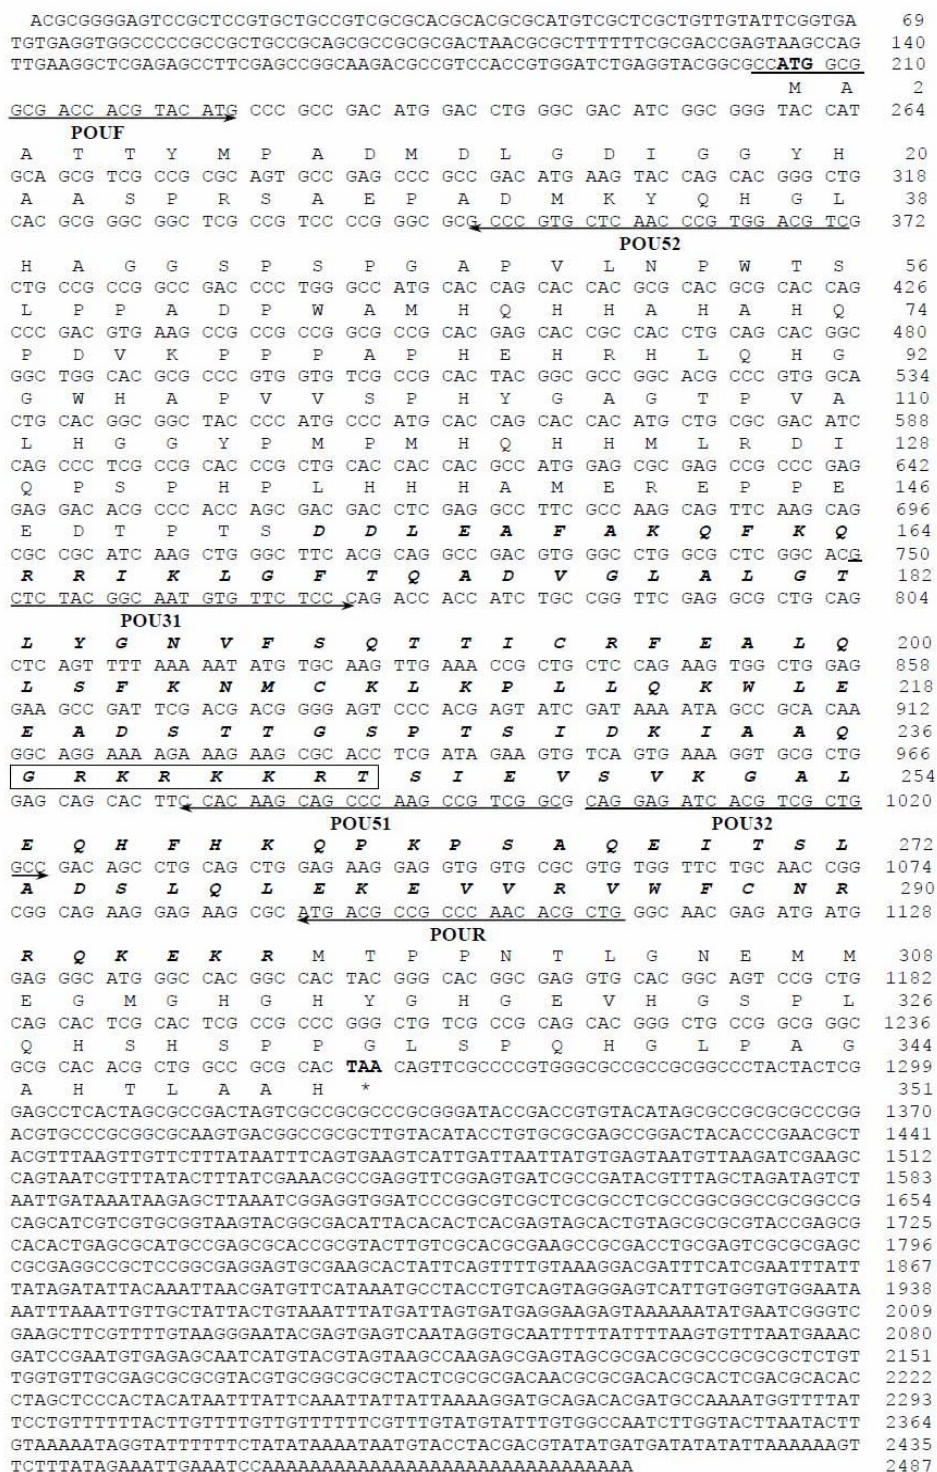 ACGCGGGGAGTCCGCTCCGTGCTGCCGTCGCGCACGCACGCGCATGTCGCTCGCTGTTGTATTCGGTGA 69
TGTGAGGTGGCCCCCGCCGCTGCCGCAGCGCCGCGCGACTAACGCGCTTTTTTCGCGACCGAGTAAGCCAG 140
TTGAAGGCTCGAGAGCCTTCGAGCCGGCAAGACGCCGTCCACCGTGGATCTGAGGTACGGCGCC ATG GCG 210
M A 2
GCG ACC ACG TAC ATG CCC GCC GAC ATG GAC CTG GGC GAC ATC GGC GGG TAC CAT 264
POUF
A T T Y M P A D M D L G D I G G Y H 20
GCA GCG TCG CCG CGC AGT GCC GAG CCC GCC GAC ATG AAG TAC CAG CAC GGG CTG 318
A A S P R S A E P A D M K Y Q H G L 38
CAC GCG GGC GGC TCG CCG TCC CCG GGC GCG GCC CGT GCT CAA CCC GTG GAC GTC G 372
POU52
H A G G S P S P G A P V L N P W T S 56
CTG CCG CCG GCC GAC CCC TGG GCC ATG CAC CAG CAC CAC GCG CAC GCG CAC CAG 426
L P P A D P W A M H Q H H A H A H Q 74
CCC GAC GTG AAG CCG CCG CCG GCG CCG CAC GAG CAC CGC CAC CTG CAG CAC GGC 480
P D V K P P P A P H E H R H L Q H G 92
GGC TGG CAC GCG CCC GTG GTG TCG CCG CAC TAC GGC GCC GGC ACG CCC GTG GCA 534
G W H A P V V S P H Y G A G T P V A 110
CTG CAC GGC GGC TAC CCC ATG CCC ATG CAC CAG CAC CAC ATG CTG CGC GAC ATC 588
L H G G Y P M P M H Q H H M L R D I 128
CAG CCC TCG CCG CAC CCG CTG CAC CAC CAC GCC ATG GAG CGC GAG CCG CCC GAG 642
Q P S P H P L H H H A M E R E P P E 146
GAG GAC ACG CCC ACC AGC GAC GAC CTC GAG GCC TTC GCC AAG CAG TTC AAG CAG 696
E D T P T S D D L E A F A K Q F K Q 164
CGC CGC ATC AAG CTG GGC TTC ACG CAG GCC GAC GTG GGC CTG GCG CTC GGC ACG 750
R R I K L G F T Q A D V G L A L G T 182
CTC TAC GGC AAT GTG TTC TCC CAG ACC ACC ATC TGC CGG TTC GAG GCG CTG CAG 804
POU31
L Y G N V F S Q T T I C R F E A L Q 200
CTC AGT TTT AAA AAT ATG TGC AAG TTG AAA CCG CTG CTC CAG AAG TGG CTG GAG 858
L S F K N M C K L K P L L Q K W L E 218
GAA GCC GAT TCG ACG ACG GGG AGT CCC ACG AGT ATC GAT AAA ATA GCC GCA CAA 912
E A D S T T G S P T S I D K I A A Q 236
GGC AGG AAA AGA AAG AAG CGC ACC TCG ATA GAA GTG TCA GTG AAA GGT GCG CTG 966
G R K R K K R T S I E V S V K G A L 254
GAG CAG CAC TTC CAC AAG CAG CCC AAG CCG TCG GCG CAG GAG ATC ACG TCG CTG 1020
POU51 POU32
E Q H F H K Q P K P S A Q E I T S L 272
GCC GAC AGC CTG CAG CTG GAG AAG GAG GTG GTG CGC GTG TGG TTC TGC AAC CGG 1074
A D S L Q L E K E V V R V W F C N R 290
CGG CAG AAG GAG AAG CGC ATG ACG CCG CCC AAC ACG CTG GGC AAC GAG ATG ATG 1128
POUR
R Q K E K R M T P P N T L G N E M M 308
GAG GGC ATG GGC CAC GGC CAC TAC GGG CAC GGC GAG GTG CAC GGC AGT CCG CTG 1182
E G M G H G H Y G H G E V H G S P L 326
CAG CAC TCG CAC TCG CCG CCC GGG CTG TCG CCG CAG CAC GGG CTG CCG GCG GGC 1236
Q H S H S P P G L S P Q H G L P A G 344
GCG CAC ACG CTG GCC GCG CAC TAA CAGTTCGCCCCGTGGGCGCCGCCGCGGCCCTACTACTCG 1299
A H T L A A H * 351
GAGCCTCACTAGCGCCGACTAGTCGCCGCGCCCGCGGGATACCGACCGTGTACATAGCGCCGCGCGCCCGG 1370
ACGTGCCCGCGGCGCAAGTGACGGCCGCGCTTGTACATACCTGTGCGCGAGCCGGACTACACCCGAACGCT 1441
ACGTTTAAGTTGTTCTTTATAATTTCAGTGAAGTCATTGATTAATTATGTGAGTAATGTTAAGATCGAAGC 1512
CAGTAATCGTTTATACTTTATCGAAACGCCGAGGTTCGGAGTGATCGCCGATACGTTTAGCTAGATAGTCT 1583
AATTGATAAATAAGAGCTTAAATCGGAGGTGGATCCCGGCGTCGCTCGCGCCTCGCCGGCGGCCGCGGCCG 1654
CAGCATCGTCGTGCGGTAAGTACGGCGACATTACACACTCACGAGTAGCACTGTAGCGCGCGTACCGAGCG 1725
CACACTGAGCGCATGCCGAGCGCACCGCGTACTTGTCGCACGCGAAGCCGCGACCTGCGAGTCGCGCGAGC 1796
CGCGAGGCCGCTCCGGCGAGGAGTGCGAAGCACTATTCAGTTTTGTAAAGGACGATTTCATCGAATTTATT 1867
TATAGATATTACAAATTAACGATGTTCATAAATGCCTACCTGTCAGTAGGGAGTCATTGTGGTGTGGAATA 1938
AATTTAAATTGTTGCTATTACTGTAAATTTATGATTAGTGATGAGGAAGAGTAAAAAATATGAATCGGGTC 2009
GAAGCTTCGTTTTGTAAGGGAATACGAGTGAGTCAATAGGTGCAATTTTTATTTTAAGTGTTTAATGAAAC 2080
GATCCGAATGTGAGAGCAATCATGTACGTAGTAAGCCAAGAGCGAGTAGCGCGACGCGCCGCGCGCTCTGT 2151
TGGTGTTGCGAGCGCGCGTACGTGCGGCGCGCTACTCGCGCGACAACGCGCGACACGCACTCGACGCACAC 2222
CTAGCTCCCACTACATAATTTATTCAAATTATTATTAAAAGGATGCAGACACGATGCCAAAATGGTTTTAT 2293
TCCTGTTTTTTACTTGTTTTGTTGTTTTTTCGTTTGTATGTATTTGTGGCCAATCTTGGTACTTAATACTT 2364
GTAAAAATAGGTATTTTTTCTATATAAAATAATGTACCTACGACGTATATGATGATATATATTAAAAAAGT 2435
TCTTTATAGAAATTGAAATCCAAAAAAAAAAAAAAAAAAAAAAAAAAAAAAA 2487